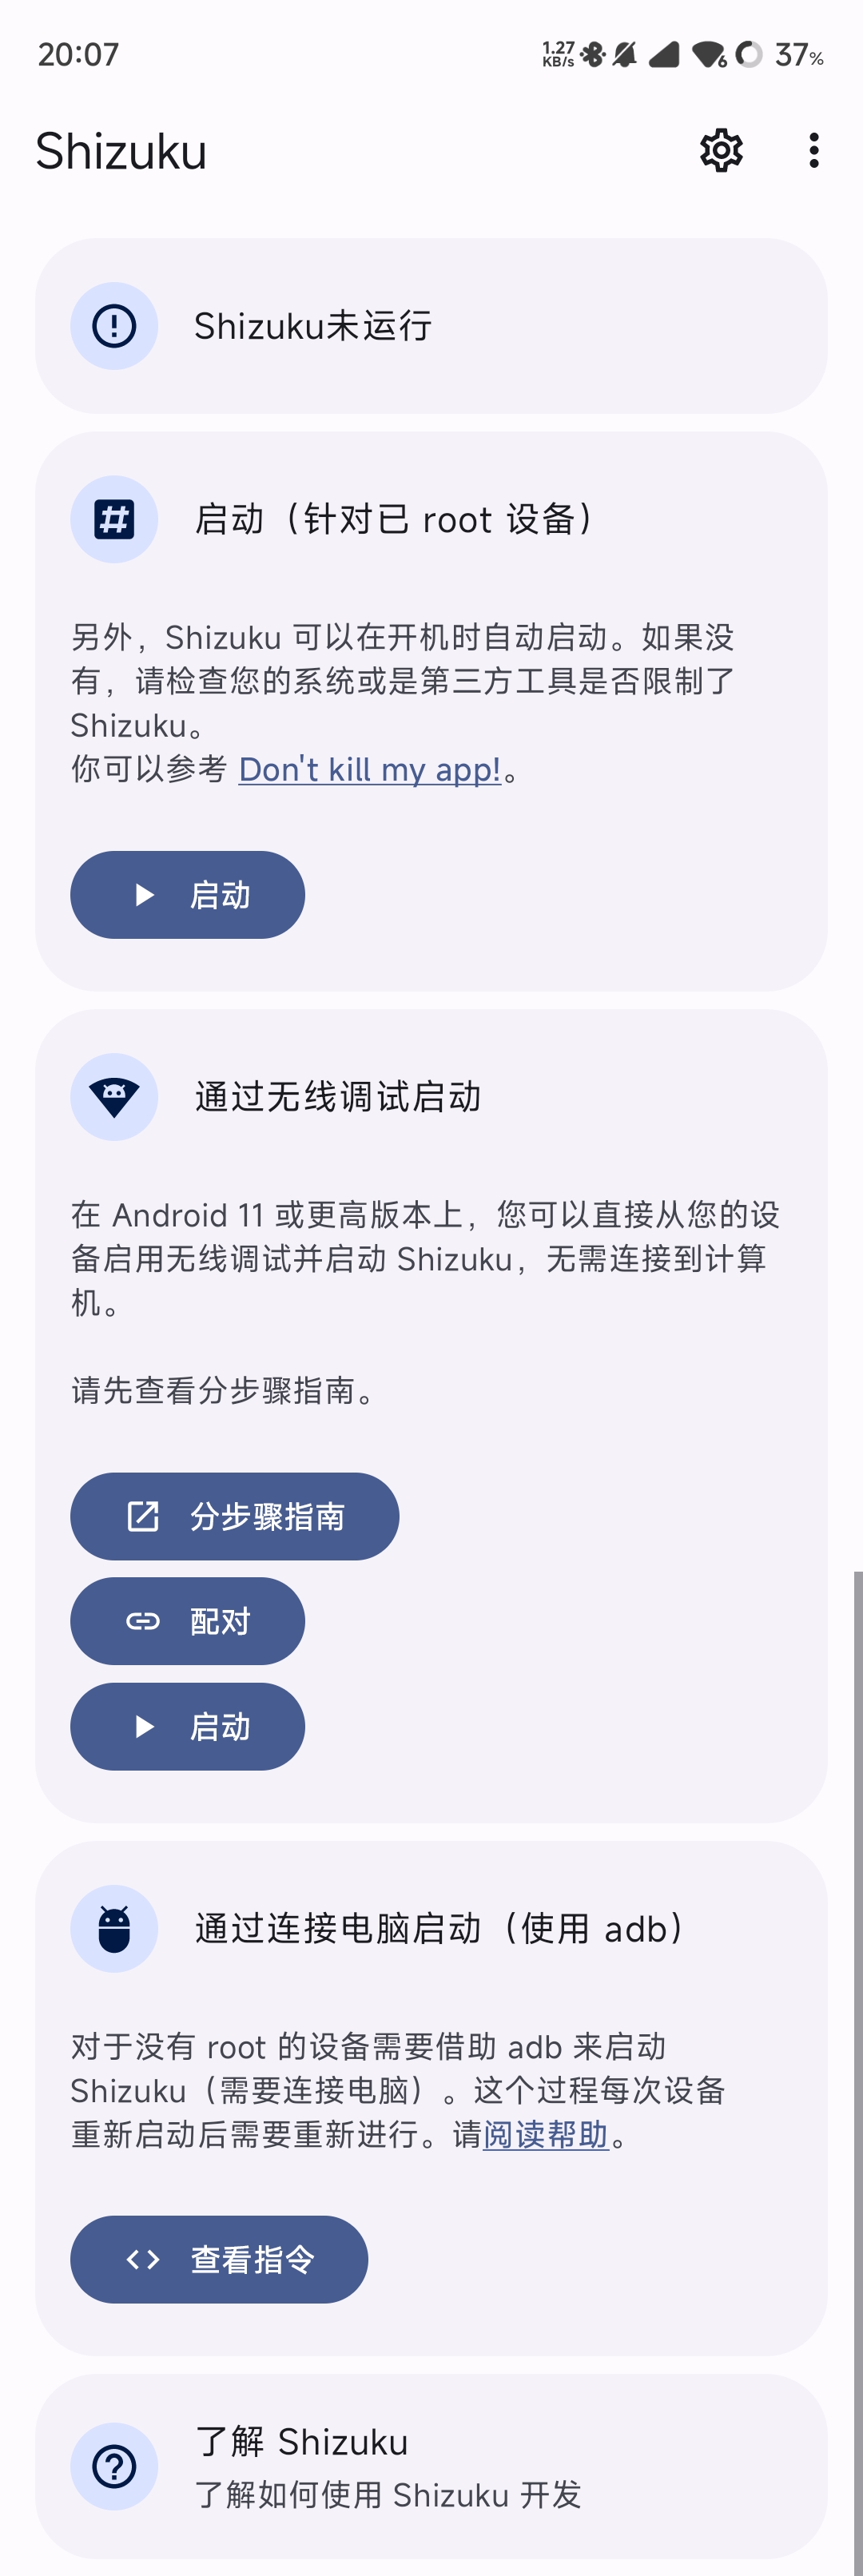 20:07
1.27
KB/s
6
37%
Shizuku
Shizuku未运行
启动（针对已 root 设备）
另外，Shizuku 可以在开机时自动启动。如果没
有，请检查您的系统或是第三方工具是否限制了
Shizuku。
你可以参考 Don't kill my app!。
启动
通过无线调试启动
在 Android 11 或更高版本上，您可以直接从您的设
备启用无线调试并启动 Shizuku，无需连接到计算
机。
请先查看分步骤指南。
分步骤指南
配对
启动
通过连接电脑启动（使用 adb）
对于没有 root 的设备需要借助 adb 来启动
Shizuku（需要连接电脑）。这个过程每次设备
重新启动后需要重新进行。请阅读帮助。
查看指令
了解 Shizuku
了解如何使用 Shizuku 开发